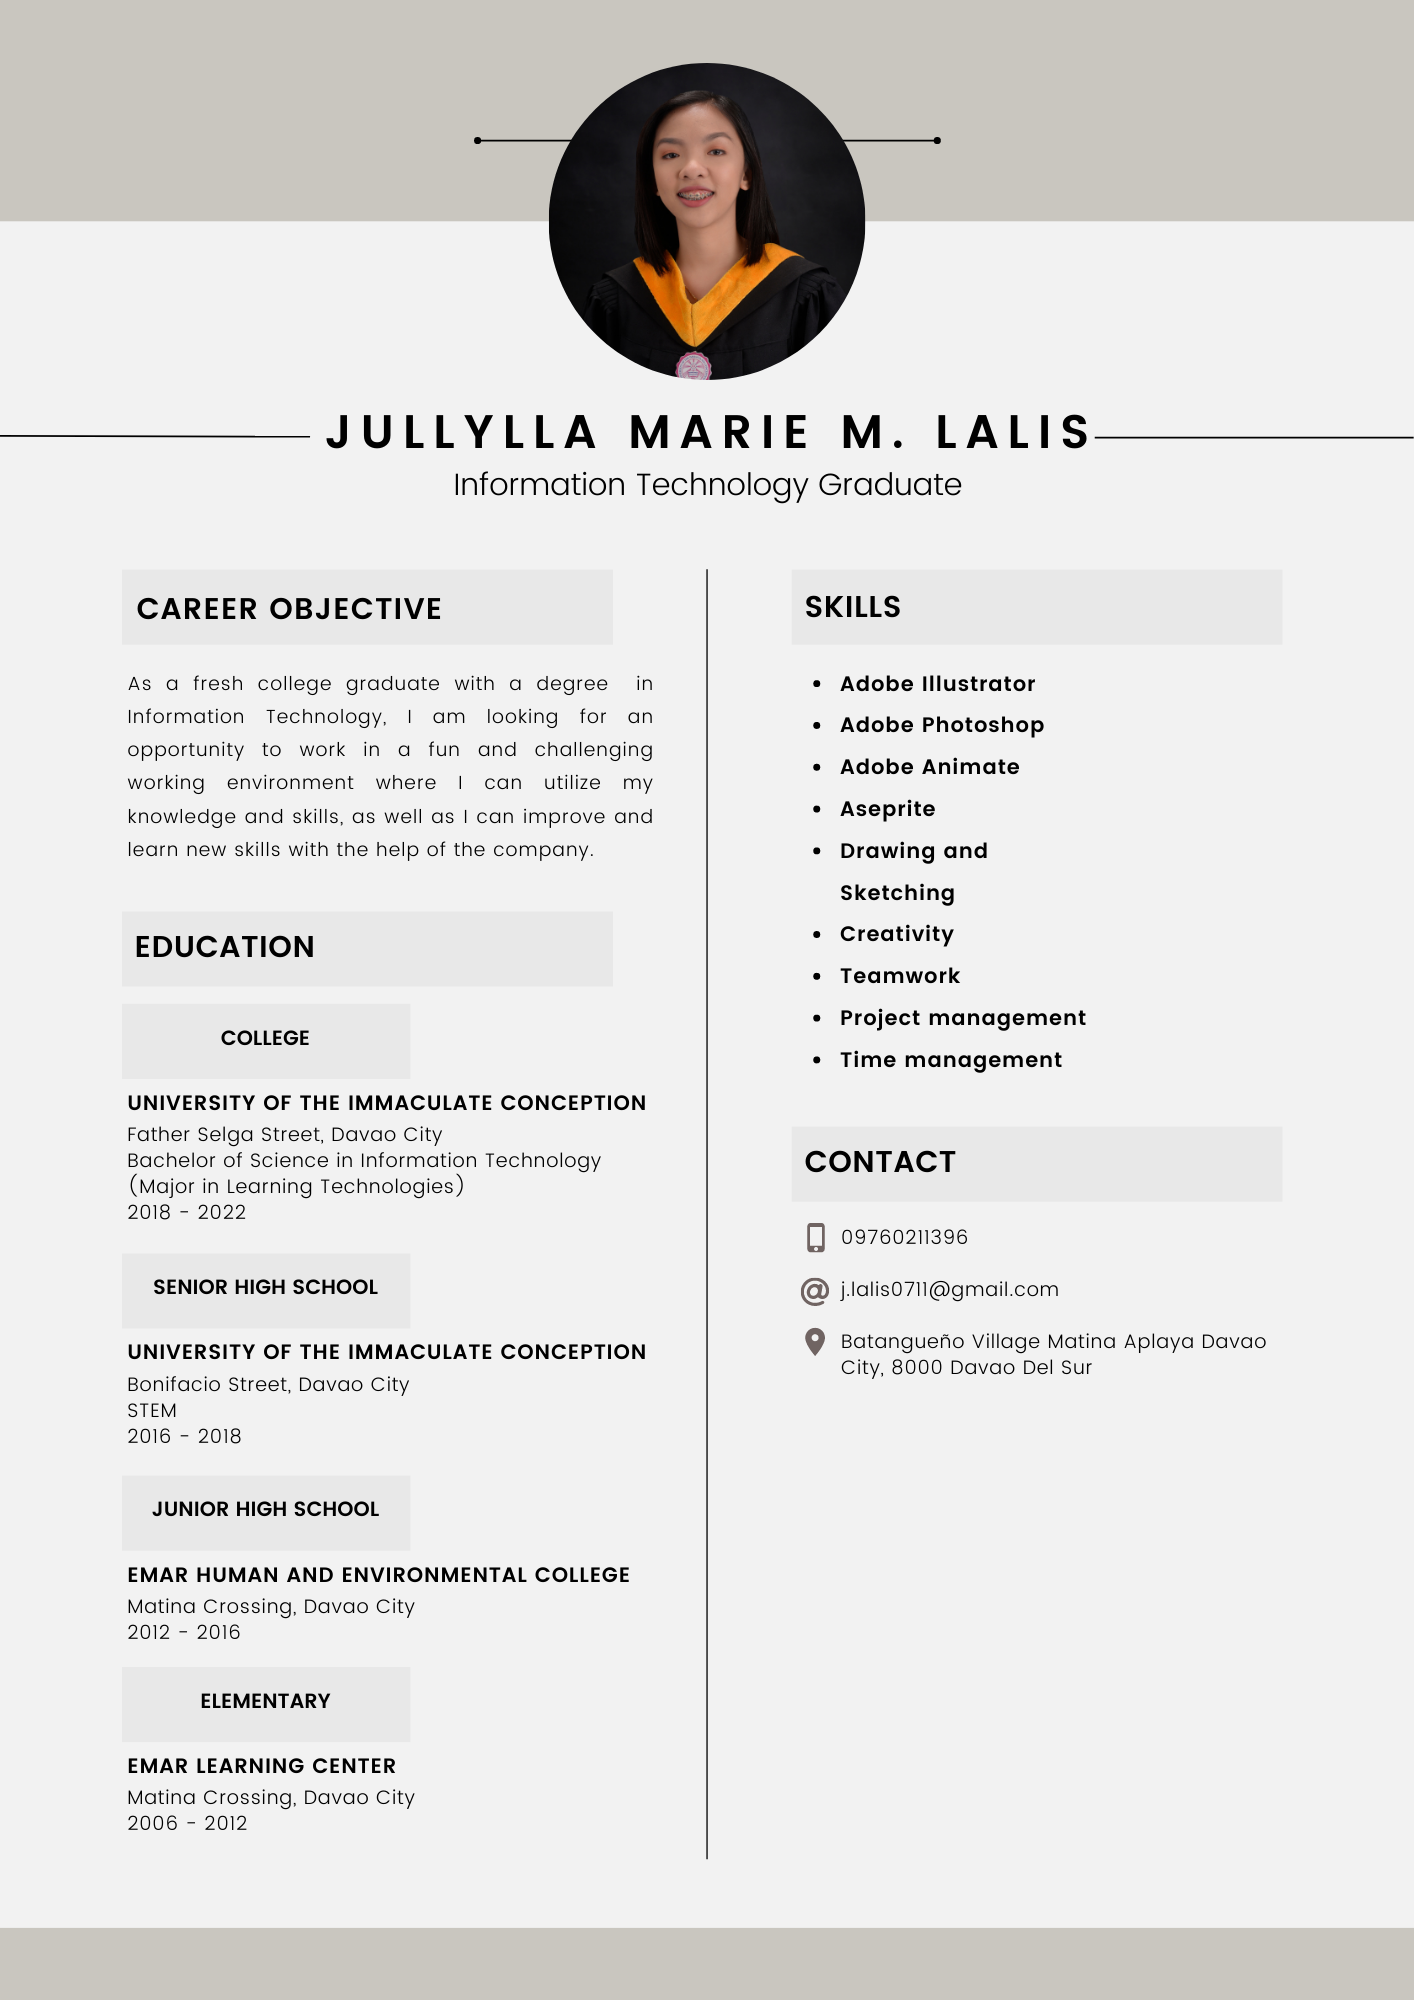 JULLYLLA MARIE M. LALIS
Information Technology Graduate
CAREER OBJECTIVE
As a fresh college graduate with a degree in
Information Technology, I am looking for an
opportunity to work in a fun and challenging
working environment where I can utilize my
knowledge and skills, as well as I can improve and
learn new skills with the help of the company.
EDUCATION
COLLEGE
UNIVERSITY OF THE IMMACULATE CONCEPTION
Father Selga Street, Davao City
Bachelor of Science in Information Technology
(Major in Learning Technologies)
2018 - 2022
SENIOR HIGH SCHOOL
UNIVERSITY OF THE IMMACULATE CONCEPTION
Bonifacio Street, Davao City
STEM
2016 - 2018
JUNIOR HIGH SCHOOL
EMAR HUMAN AND ENVIRONMENTAL COLLEGE
Matina Crossing, Davao City
2012 - 2016
ELEMENTARY
EMAR LEARNING CENTER
Matina Crossing, Davao City
2006 - 2012
SKILLS
• Adobe Illustrator
• Adobe Photoshop
• Adobe Animate
• Aseprite
• Drawing and
Sketching
• Creativity
• Teamwork
• Project management
• Time management
CONTACT
09760211396
j.lalis0711@gmail.com
Batangueño Village Matina Aplaya Davao
City, 8000 Davao Del Sur